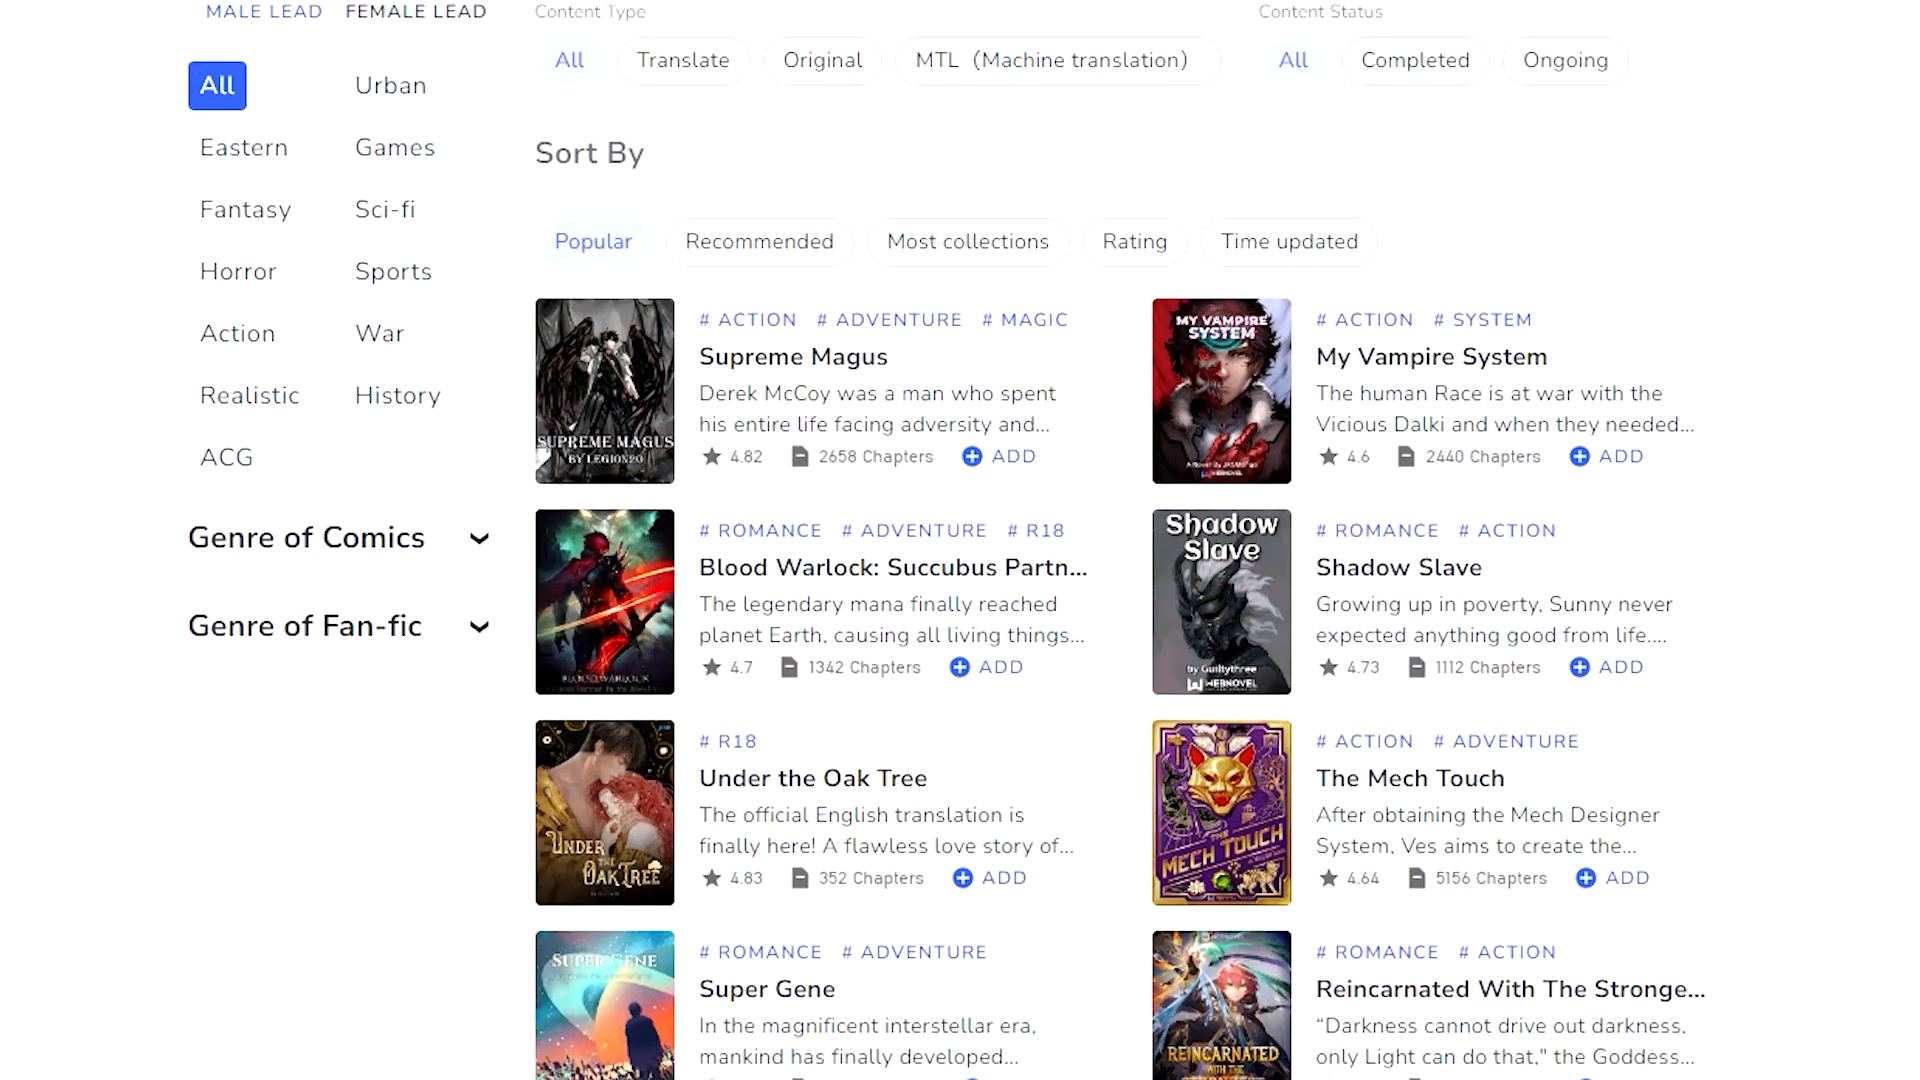 MALE LEAD FEMALE LEAD
Content Type
Content Status
All Translate Original MTL（Machine translation）
All Completed Ongoing
All Urban
Eastern Games
Fantasy Sci-fi
Horror Sports
Action War
Realistic History
ACG
Genre of Comics
Genre of Fan-fic
Sort By
Popular Recommended Most collections Rating Time updated
SUPREME MAGUS
BY LEGION20
# ACTION # ADVENTURE # MAGIC
Supreme Magus
Derek McCoy was a man who spent
his entire life facing adversity and...
4.82 2658 Chapters ADD
MY VAMPIRE
SYSTEM
WEBNOVEL
# ACTION # SYSTEM
My Vampire System
The human Race is at war with the
Vicious Dalki and when they needed...
4.6 2440 Chapters ADD
BLOOD WARLOCK
# ROMANCE # ADVENTURE # R18
Blood Warlock: Succubus Partn...
The legendary mana finally reached
planet Earth, causing all living things...
4.7 1342 Chapters ADD
Shadow
Slave
by Guiltythree
WEBNOVEL
# ROMANCE # ACTION
Shadow Slave
Growing up in poverty, Sunny never
expected anything good from life....
4.73 1112 Chapters ADD
UNDER
THE
OAK TREE
# R18
Under the Oak Tree
The official English translation is
finally here! A flawless love story of...
4.83 352 Chapters ADD
THE
MECH TOUCH
# ACTION # ADVENTURE
The Mech Touch
After obtaining the Mech Designer
System, Ves aims to create the...
4.64 5156 Chapters ADD
SUPER GENE
# ROMANCE # ADVENTURE
Super Gene
In the magnificent interstellar era,
mankind has finally developed...
REINCARNATED
WITH THE
# ROMANCE # ACTION
Reincarnated With The Stronge...
“Darkness cannot drive out darkness,
only Light can do that," the Goddess...